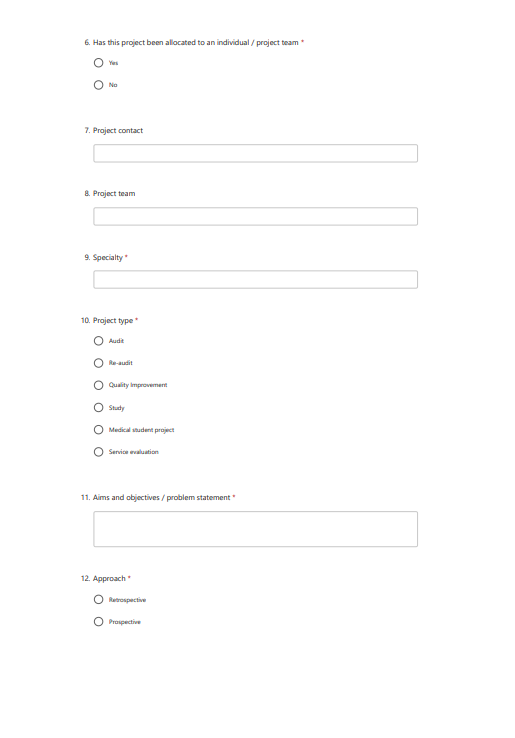 6. Has this project been allocated to an individual / project team *
Yes
No
7. Project contact
8. Project team
9. Specialty *
10. Project type *
Audit
Re-audit
Quality Improvement
Study
Medical student project
Service evaluation
11. Aims and objectives / problem statement *
12. Approach *
Retrospective
Prospective